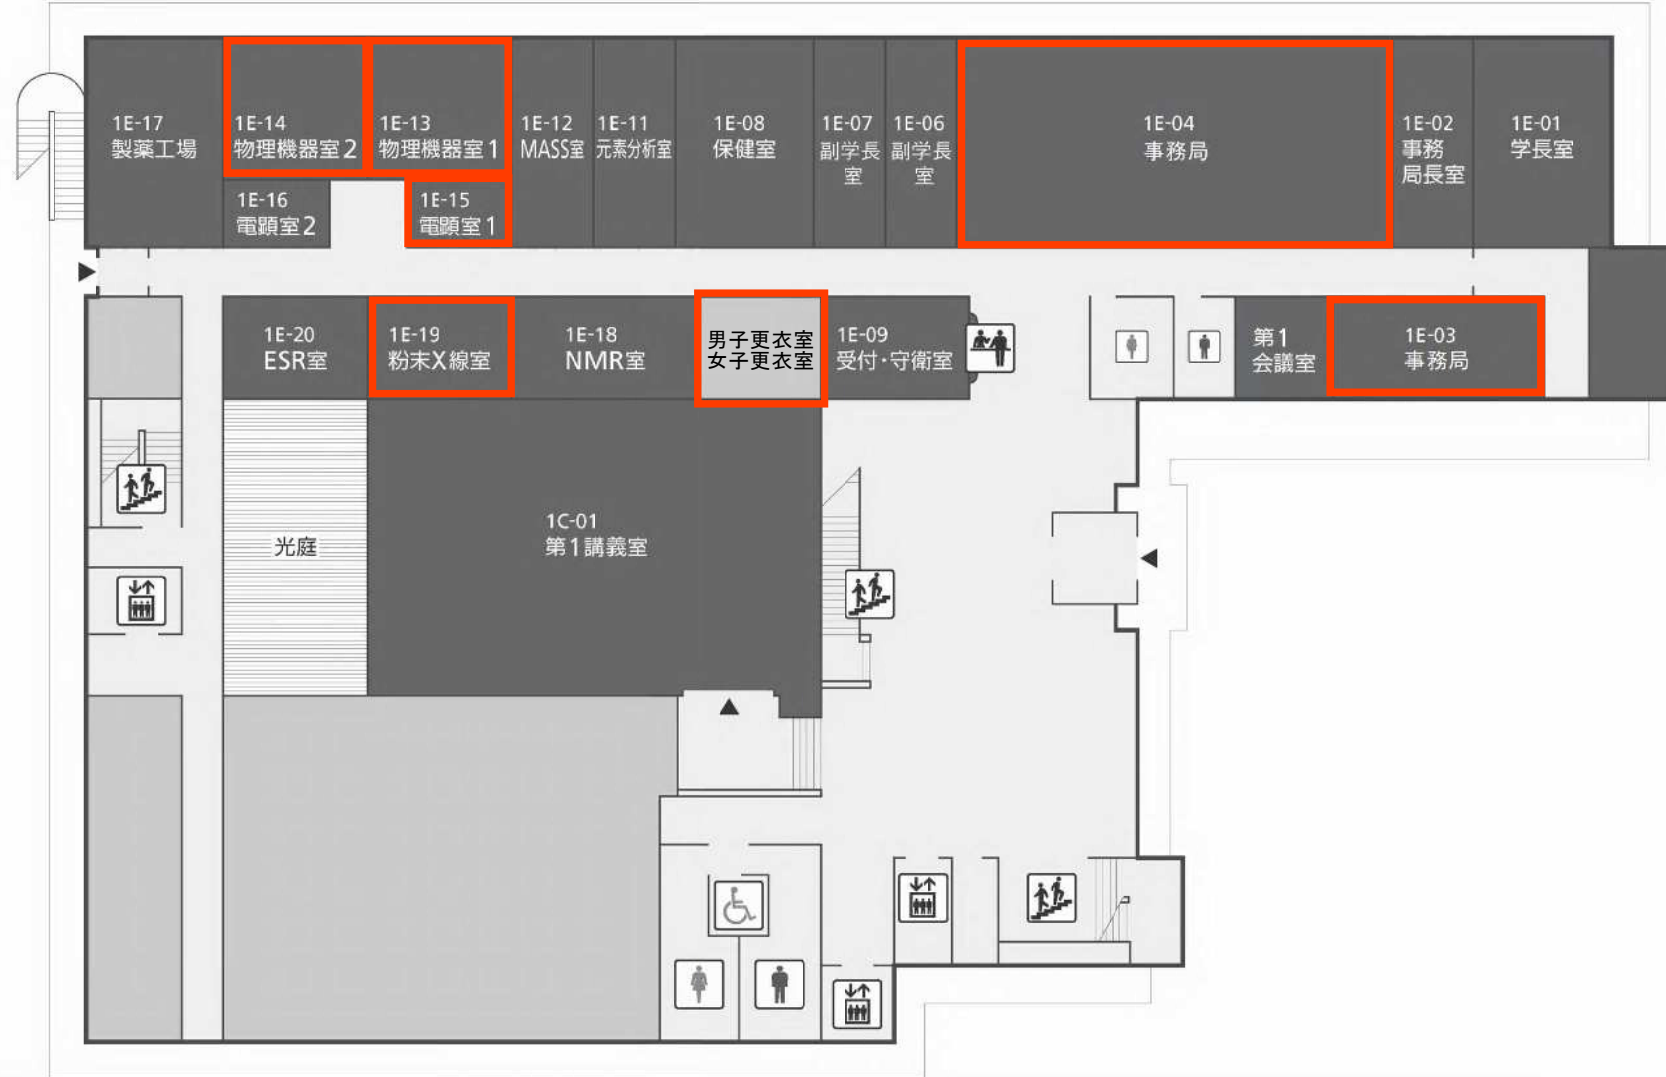 1E-17
製薬工場
1E-14
物理機器室2
1E-13
物理機器室1
1E-12
MASS室
1E-11
元素分析室
1E-08
保健室
1E-07
副学長
室
1E-06
副学長
室
1E-04
事務局
1E-02
事務
局長室
1E-01
学長室
1E-16
電顕室2
1E-15
電顕室1
1E-20
ESR室
1E-19
粉末X線室
1E-18
NMR室
男子更衣室
女子更衣室
1E-09
受付・守衛室
第1
会議室
1E-03
事務局
光庭
1C-01
第1講義室